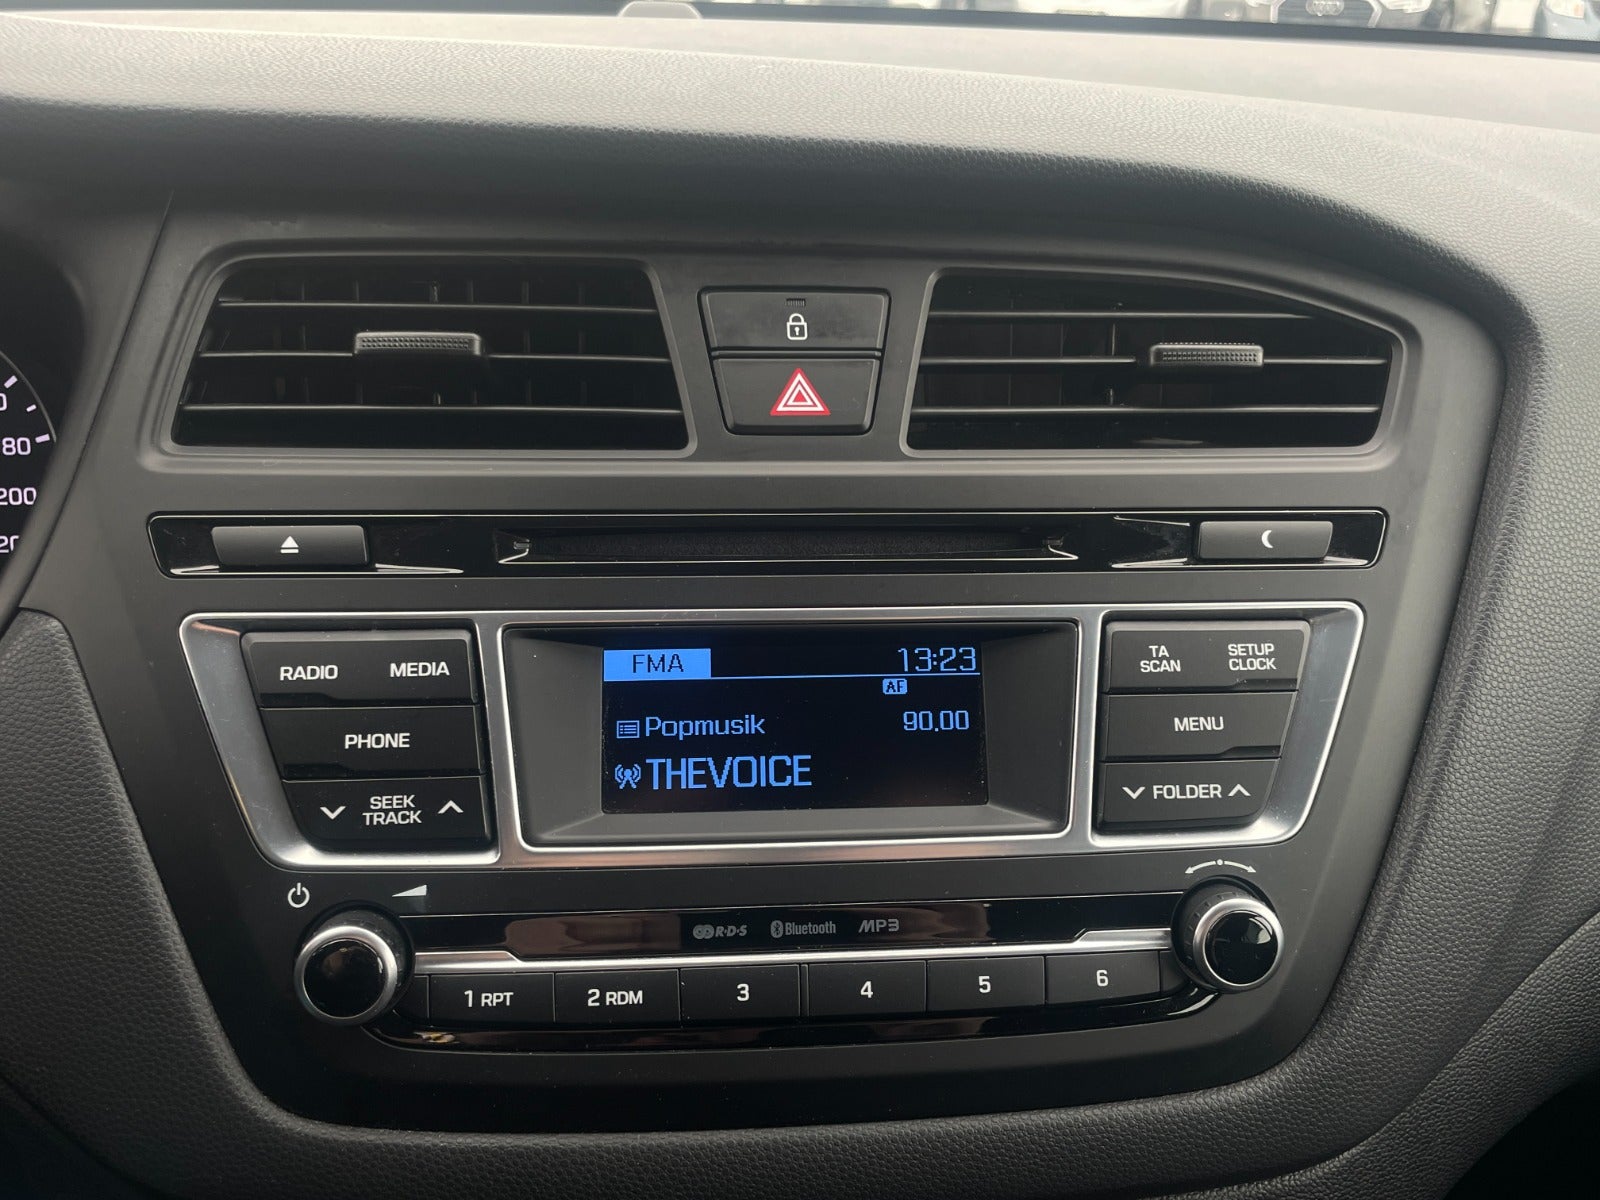 80
200
RADIO MEDIA
PHONE
SEEK
TRACK
FMA 13:23
AF
Popmusik 90.00
THEVOICE
TA
SCAN
SETUP
CLOCK
MENU
FOLDER
R·D·S Bluetooth MP3
1 RPT 2 RDM 3 4 5 6